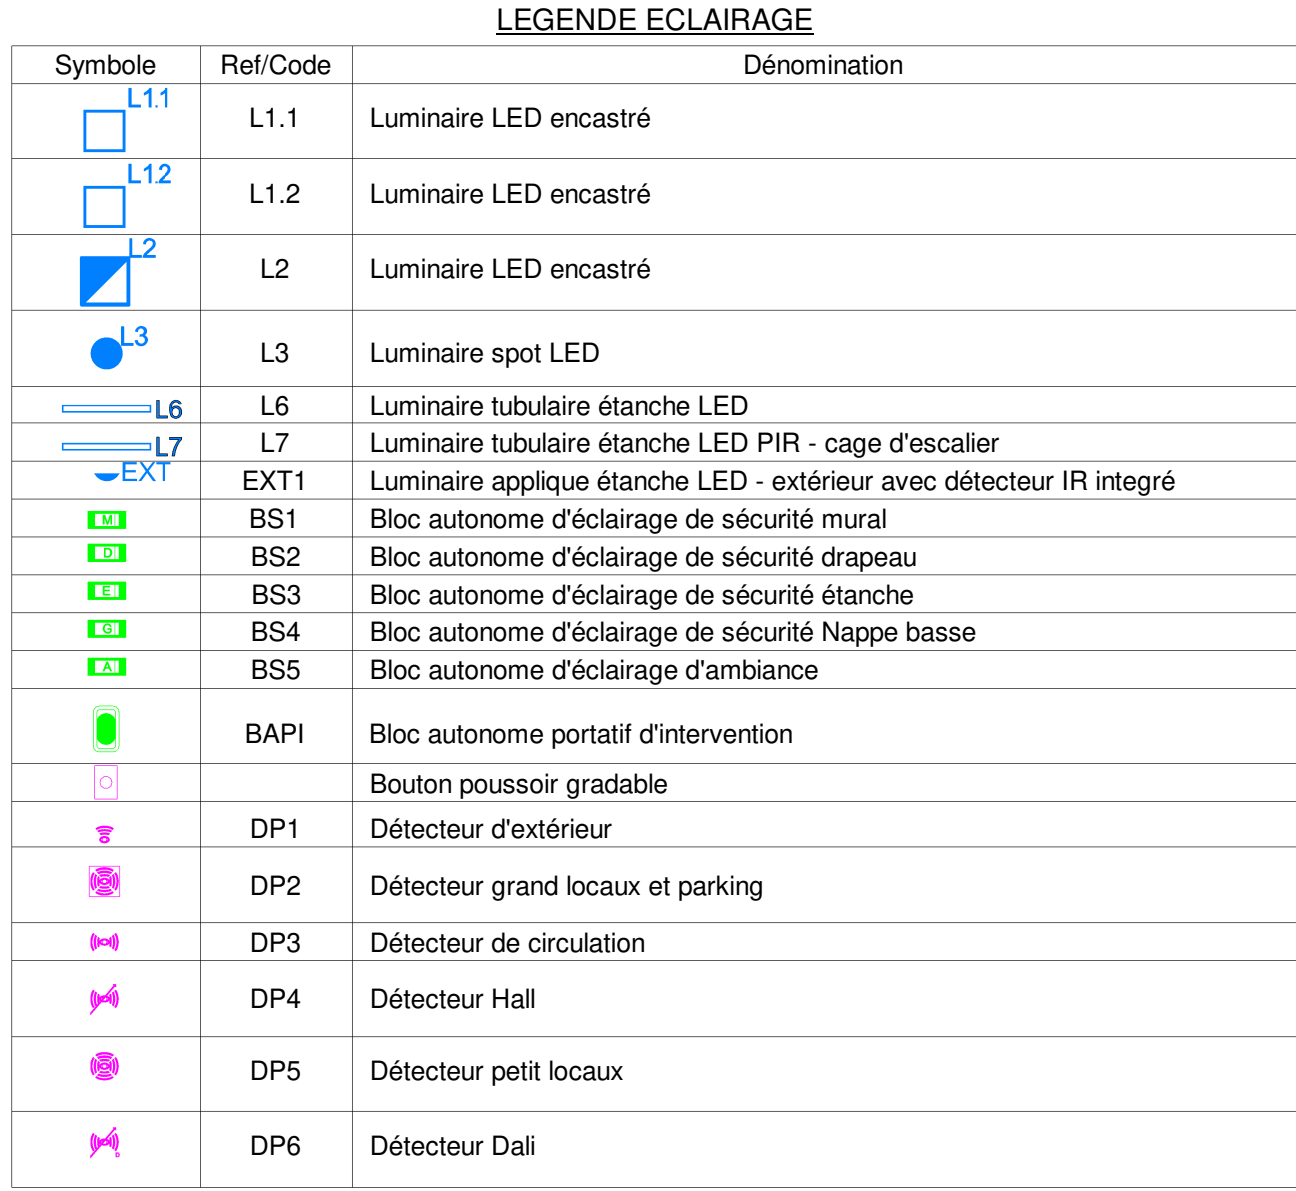 LEGENDE ECLAIRAGE
Symbole Ref/Code Dénomination
L1.1 L1.1 Luminaire LED encastré
L1.2 L1.2 Luminaire LED encastré
L2 L2 Luminaire LED encastré
L3 L3 Luminaire spot LED
L6 L6 Luminaire tubulaire étanche LED
L7 L7 Luminaire tubulaire étanche LED PIR - cage d'escalier
EXT EXT1 Luminaire applique étanche LED - extérieur avec détecteur IR integré
M BS1 Bloc autonome d'éclairage de sécurité mural
D BS2 Bloc autonome d'éclairage de sécurité drapeau
E BS3 Bloc autonome d'éclairage de sécurité étanche
G BS4 Bloc autonome d'éclairage de sécurité Nappe basse
A BS5 Bloc autonome d'éclairage d'ambiance
BAPI Bloc autonome portatif d'intervention
Bouton poussoir gradable
DP1 Détecteur d'extérieur
DP2 Détecteur grand locaux et parking
DP3 Détecteur de circulation
DP4 Détecteur Hall
DP5 Détecteur petit locaux
DP6 Détecteur Dali